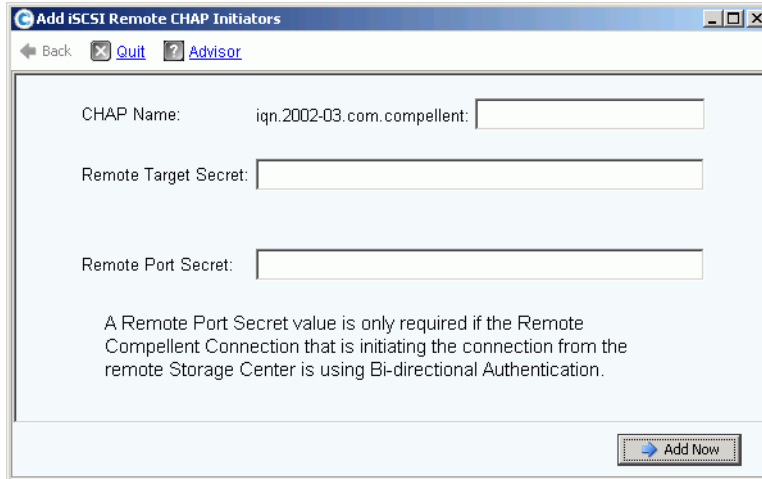 Add iSCSI Remote CHAP Initiators
Back Quit Advisor
CHAP Name: iqn.2002-03.com.compellent:
Remote Target Secret:
Remote Port Secret:
A Remote Port Secret value is only required if the Remote
Compellent Connection that is initiating the connection from the
remote Storage Center is using Bi-directional Authentication.
Add Now